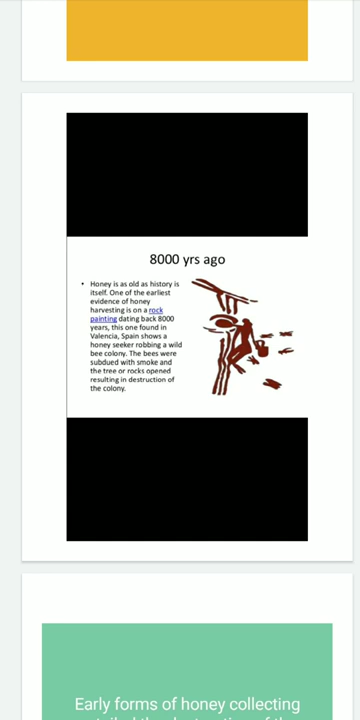 8000 yrs ago
• Honey is as old as history is
itself. One of the earliest
evidence of honey
harvesting is on a rock
painting dating back 8000
years, this one found in
Valencia, Spain shows a
honey seeker robbing a wild
bee colony. The bees were
subdued with smoke and
the tree or rocks opened
resulting in destruction of
the colony.
Early forms of honey collecting